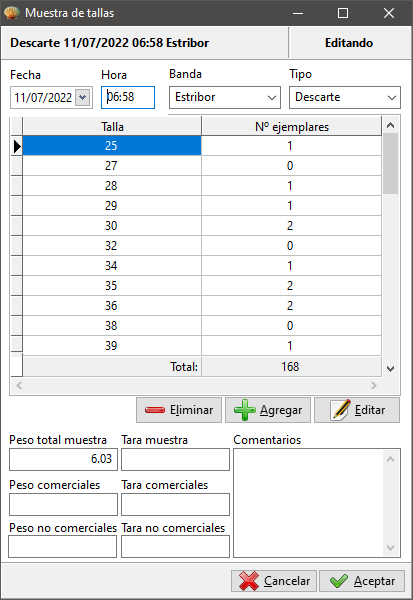 Muestra de tallas
Descarte 11/07/2022 06:58 Estribor
Editando
Fecha Hora Banda Tipo
11/07/2022 06:58 Estribor Descarte
Talla Nº ejemplares
25 1
27 0
28 1
29 1
30 2
32 0
34 1
35 2
36 2
38 0
39 1
Total: 168
Eliminar Agregar Editar
Peso total muestra Tara muestra Comentarios
6.03
Peso comerciales Tara comerciales
Peso no comerciales Tara no comerciales
Cancelar Aceptar